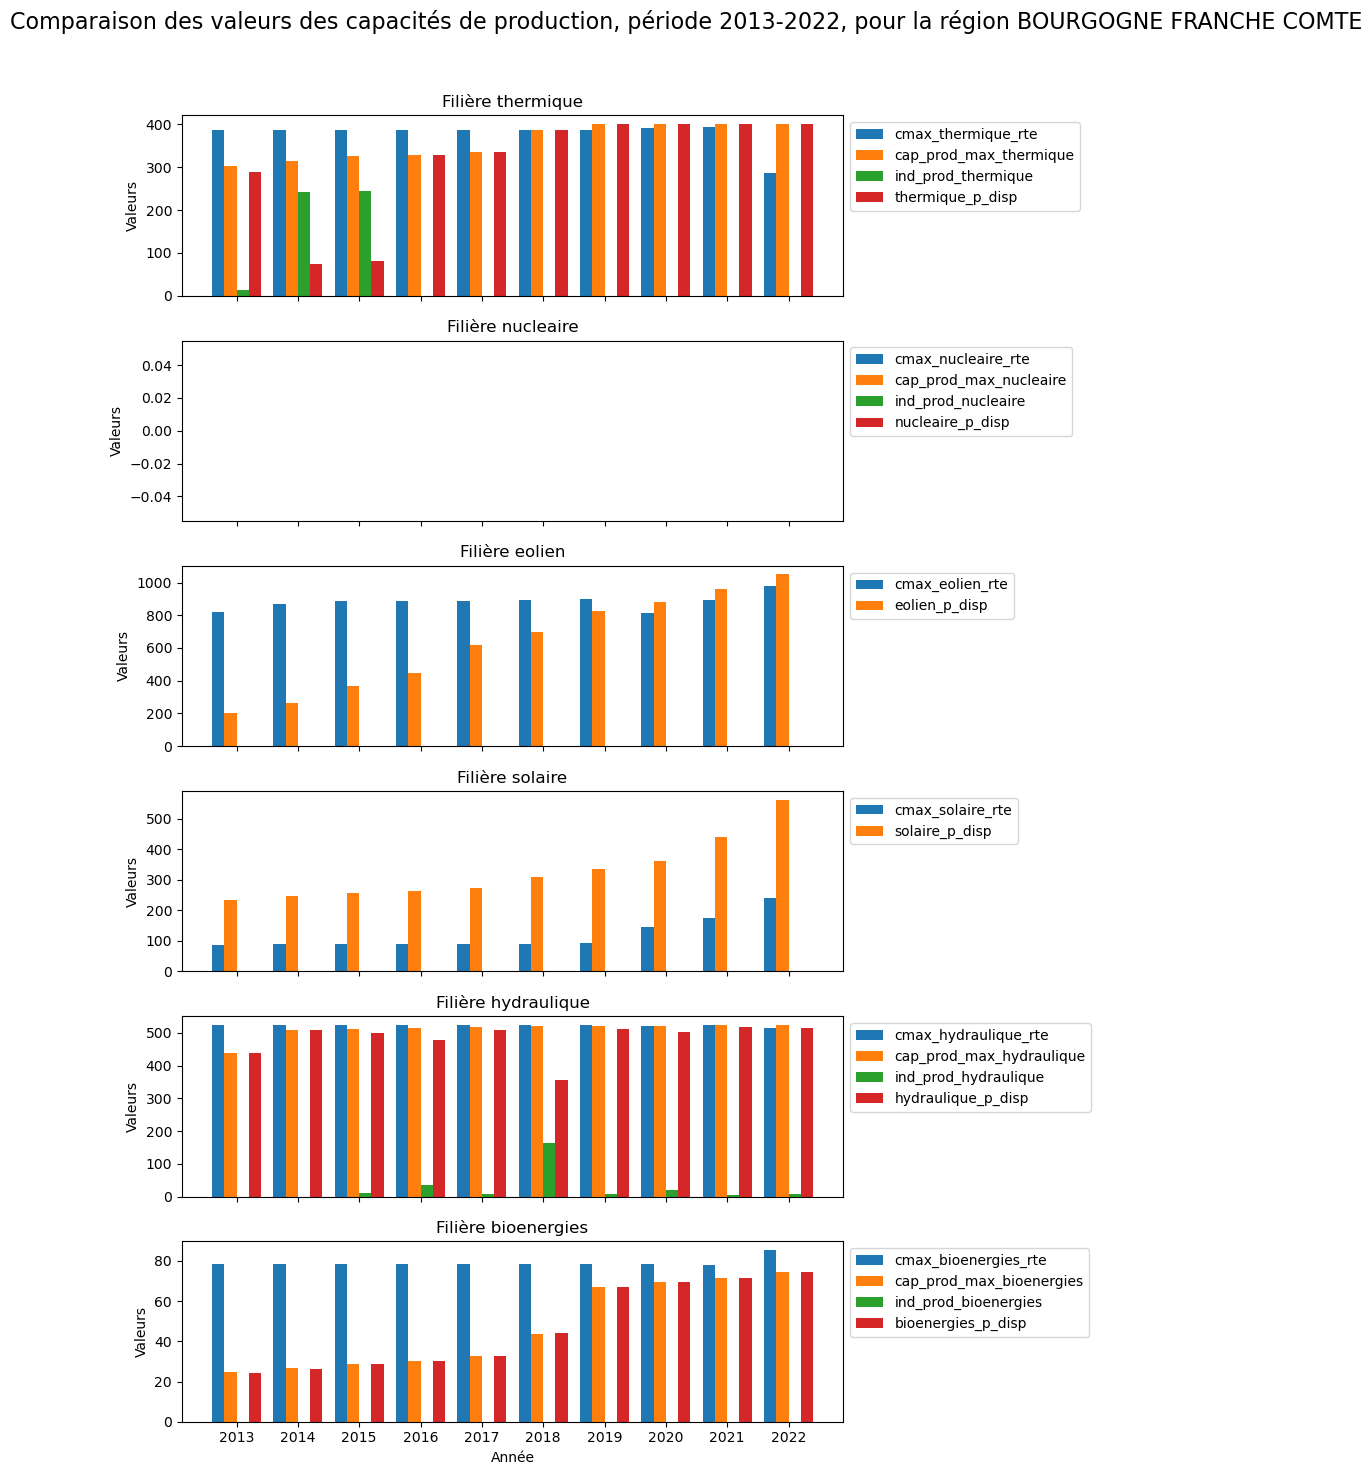 Comparaison des valeurs des capacités de production, période 2013-2022, pour la région BOURGOGNE FRANCHE COMTE
Filière thermique
400
300
200
100
0
Valeurs
cmax_thermique_rte
cap_prod_max_thermique
ind_prod_thermique
thermique_p_disp
Filière nucleaire
0.04
0.02
0.00
−0.02
−0.04
Valeurs
cmax_nucleaire_rte
cap_prod_max_nucleaire
ind_prod_nucleaire
nucleaire_p_disp
Filière eolien
1000
800
600
400
200
0
Valeurs
cmax_eolien_rte
eolien_p_disp
Filière solaire
500
400
300
200
100
0
Valeurs
cmax_solaire_rte
solaire_p_disp
Filière hydraulique
500
400
300
200
100
0
Valeurs
cmax_hydraulique_rte
cap_prod_max_hydraulique
ind_prod_hydraulique
hydraulique_p_disp
Filière bioenergies
80
60
40
20
0
Valeurs
cmax_bioenergies_rte
cap_prod_max_bioenergies
ind_prod_bioenergies
bioenergies_p_disp
2013 2014 2015 2016 2017 2018 2019 2020 2021 2022
Année